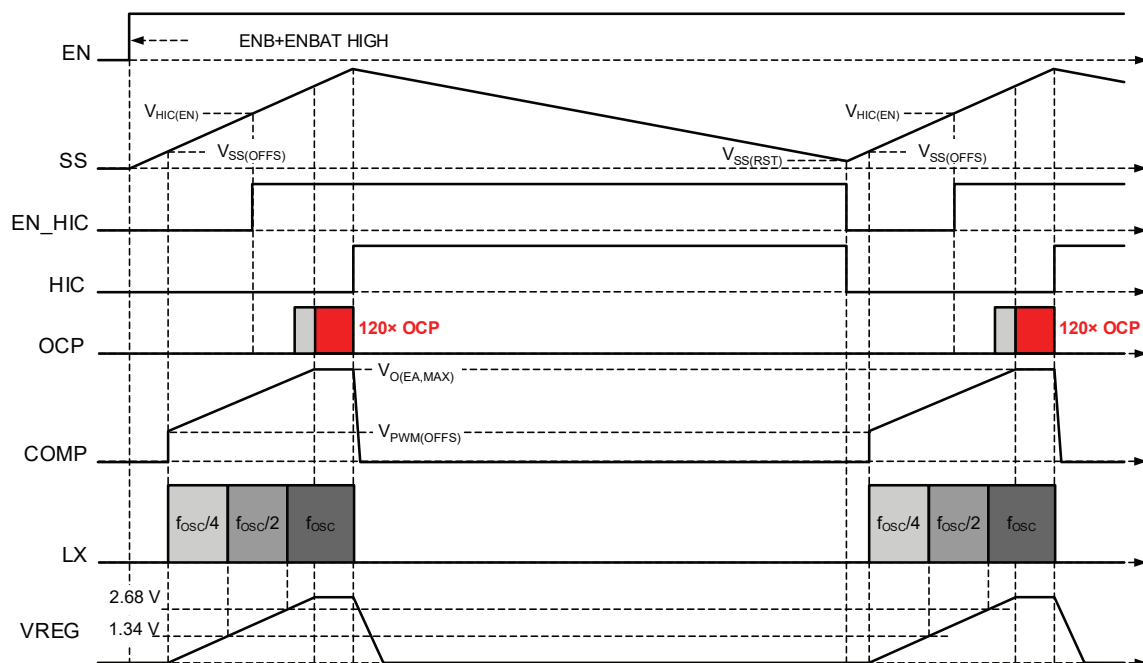 EN
ENB+ENBAT HIGH
V_HIC(EN) V_HIC(EN)
SS V_SS(OFFS) V_SS(RST) V_SS(OFFS)
EN_HIC
HIC
OCP 120× OCP 120× OCP
V_O(EA,MAX)
V_PWM(OFFS)
COMP
f_OSC/4 f_OSC/2 f_OSC f_OSC/4 f_OSC/2 f_OSC
LX
2.68 V
VREG 1.34 V